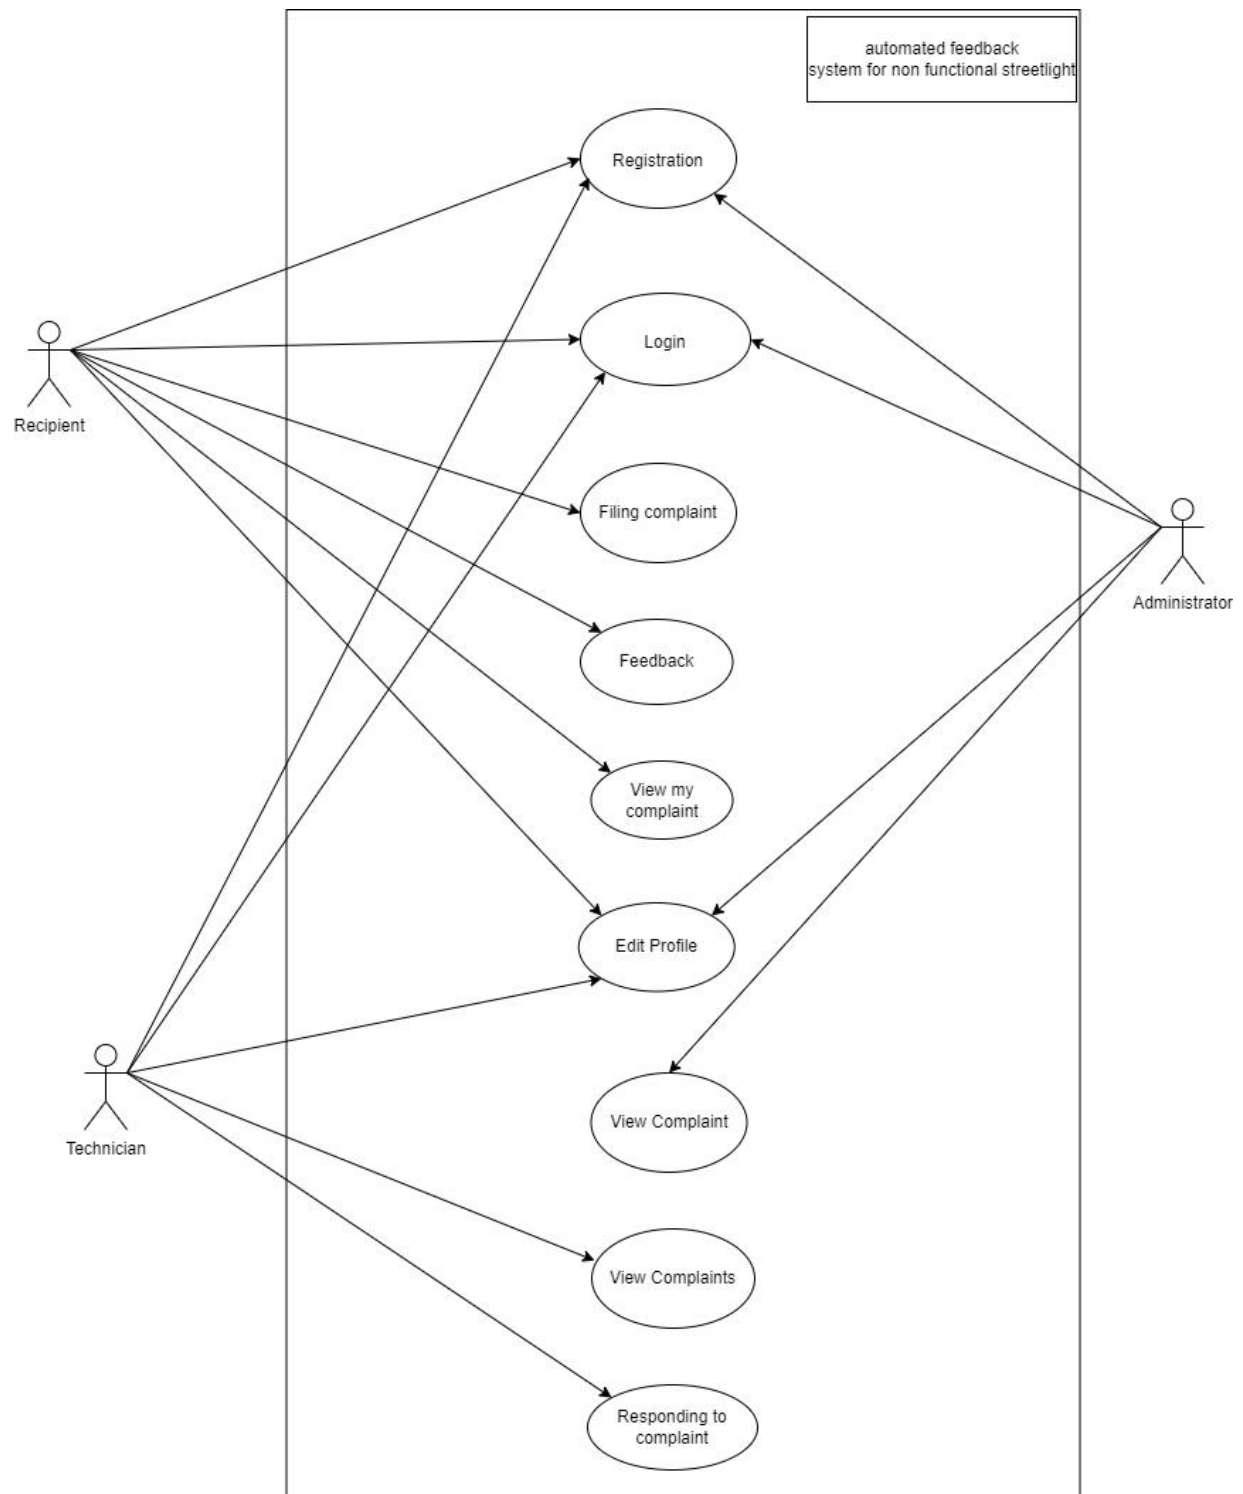 automated feedback
system for non functional streetlight
Registration
Login
Recipient
Filing complaint
Administrator
Feedback
View my
complaint
Edit Profile
View Complaint
Technician
View Complaints
Responding to
complaint